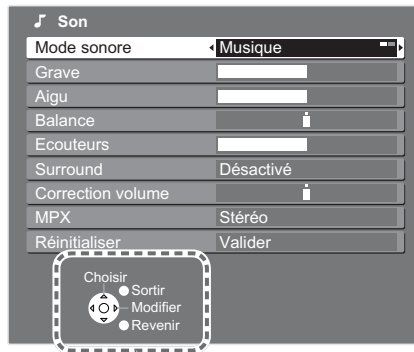 Son
Mode sonore Musique
Grave
Aigu
Balance
Ecouteurs
Surround Désactivé
Correction volume
MPX Stéréo
Réinitialiser Valider
Choisir
Sortir
Modifier
Revenir